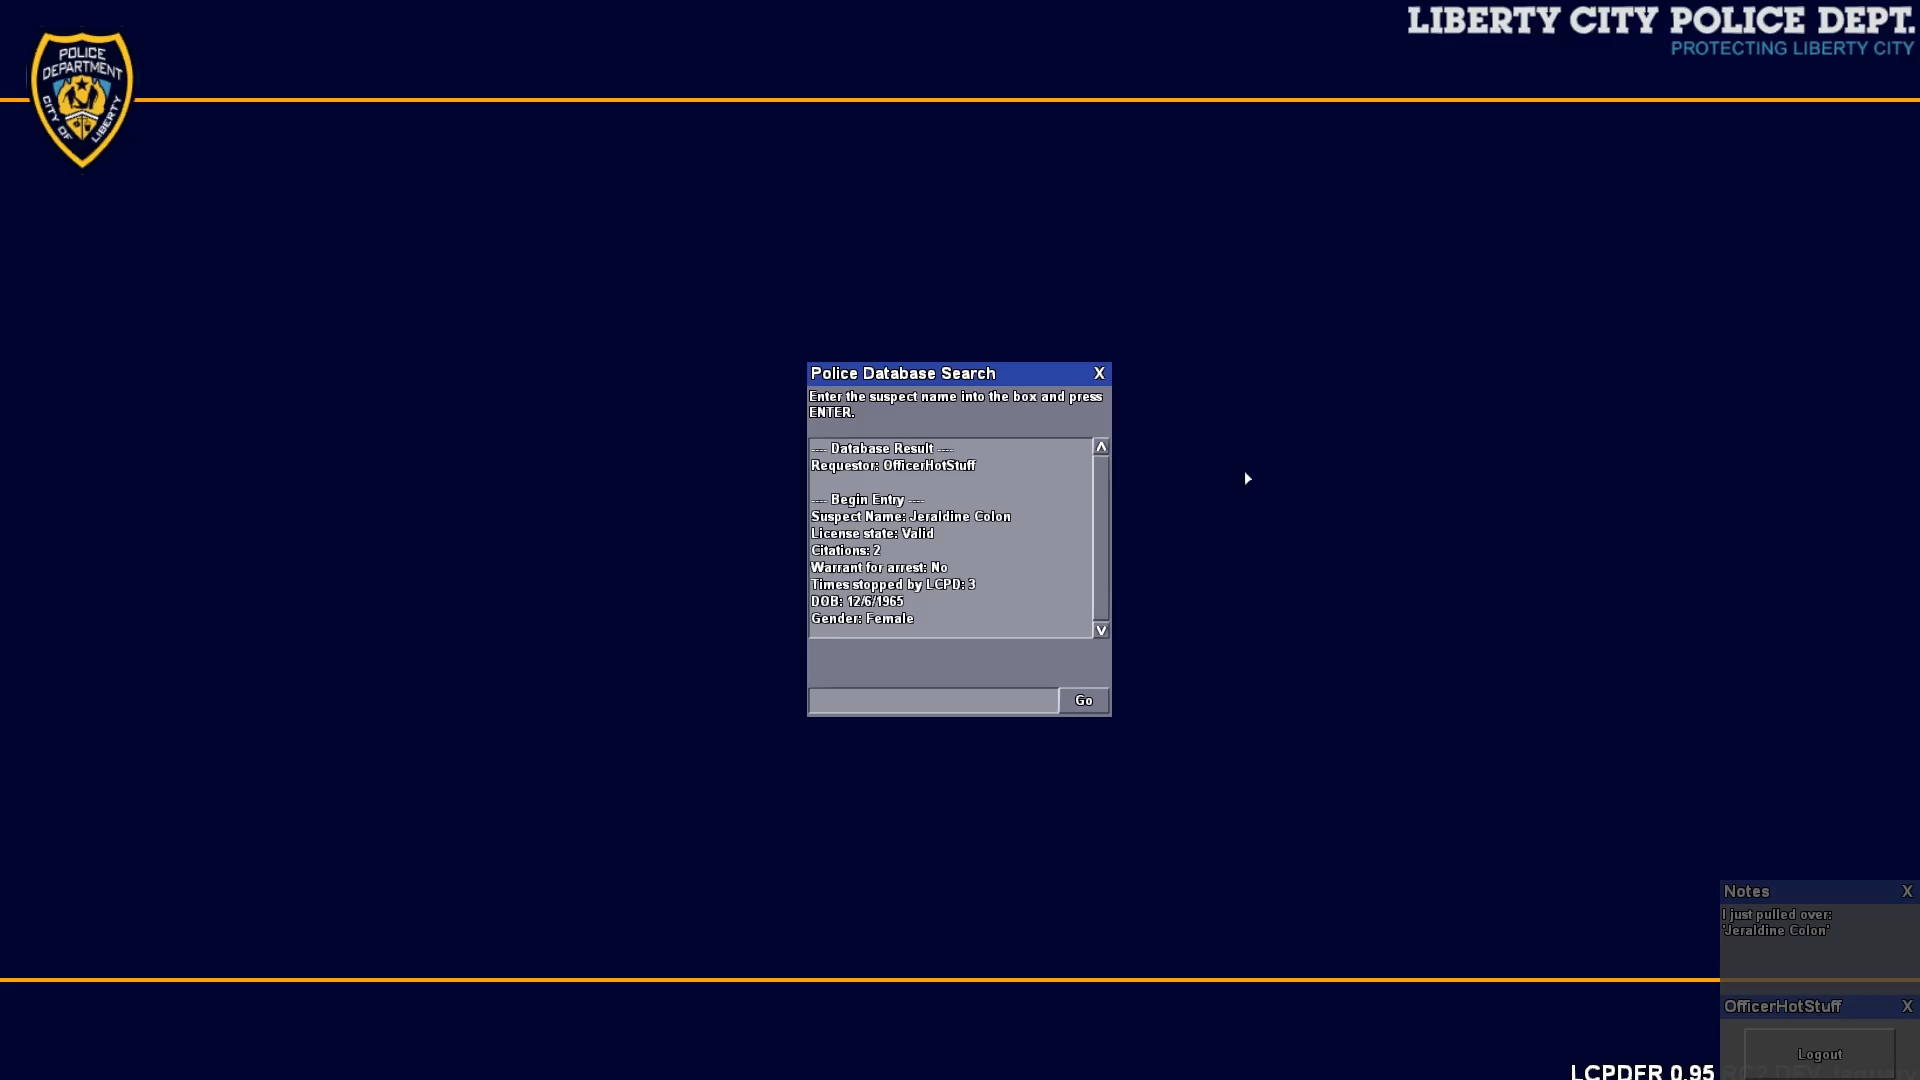 LIBERTY CITY POLICE DEPT.
PROTECTING LIBERTY CITY
POLICE
DEPARTMENT
CITY OF LIBERTY
Police Database Search X
Enter the suspect name into the box and press
ENTER.
---- Database Result ----
Requestor: OfficerHotStuff
---- Begin Entry ----
Suspect Name: Jeraldine Colon
License state: Valid
Citations: 2
Warrant for arrest: No
Times stopped by LCPD: 3
DOB: 12/6/1965
Gender: Female
Go
Notes X
I just pulled over:
'Jeraldine Colon'
OfficerHotStuff X
Logout
LCPDFR 0.95 RC2 DEV